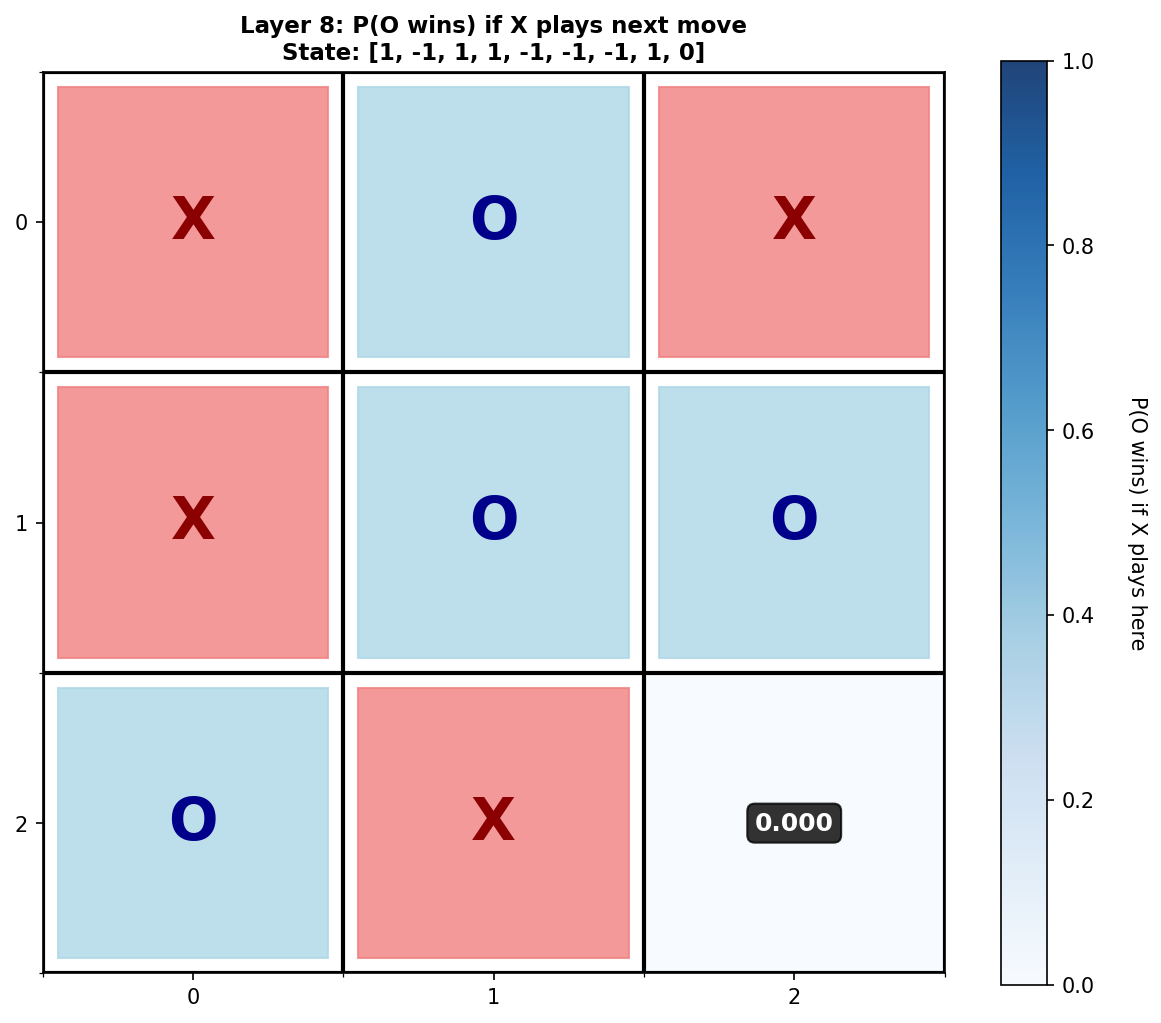 Layer 8: P(O wins) if X plays next move
State: [1, -1, 1, 1, -1, -1, -1, 1, 0]
0
X
O
X
1
X
O
O
2
O
X
0.000
0
1
2
1.0
0.8
0.6
0.4
0.2
0.0
P(O wins) if X plays here